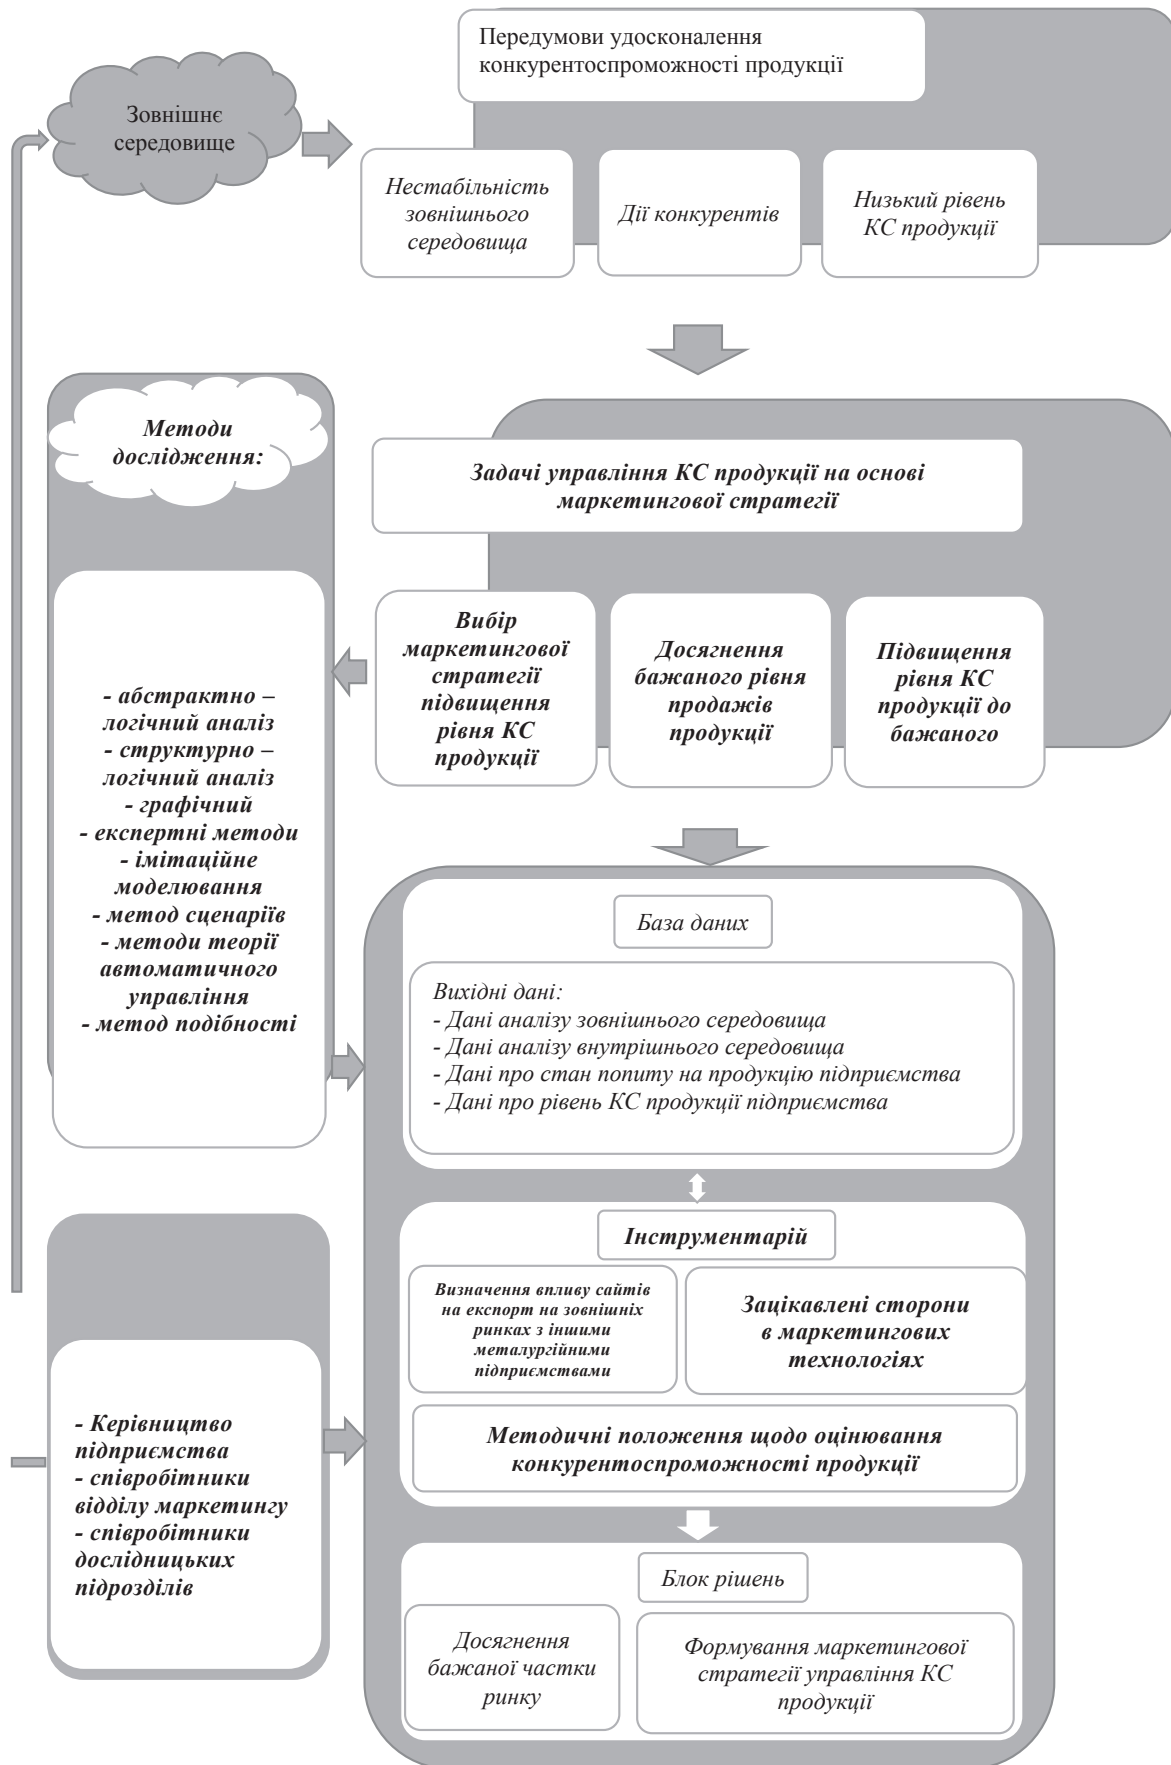 Передумови удосконалення
конкурентоспроможності продукції
Зовнішнє
середовище
Нестабільність
зовнішнього
середовища
Дії конкурентів
Низький рівень
КС продукції
Методи
дослідження:
Задачі управління КС продукції на основі
маркетингової стратегії
Вибір
маркетингової
стратегії
підвищення
рівня КС
продукції
Досягнення
бажаного рівня
продажів
продукції
Підвищення
рівня КС
продукції до
бажаного
- абстрактно –
логічний аналіз
- структурно –
логічний аналіз
- графічний
- експертні методи
- імітаційне
моделювання
- метод сценаріїв
- методи теорії
автоматичного
управління
- метод подібності
База даних
Вихідні дані:
- Дані аналізу зовнішнього середовища
- Дані аналізу внутрішнього середовища
- Дані про стан попиту на продукцію підприємства
- Дані про рівень КС продукції підприємства
Інструментарій
Визначення впливу сайтів
на експорт на зовнішніх
ринках з іншими
металургійними
підприємствами
Зацікавлені сторони
в маркетингових
технологіях
Методичні положення щодо оцінювання
конкурентоспроможності продукції
- Керівництво
підприємства
- співробітники
відділу маркетингу
- співробітники
дослідницьких
підрозділів
Блок рішень
Досягнення
бажаної частки
ринку
Формування маркетингової
стратегії управління КС
продукції